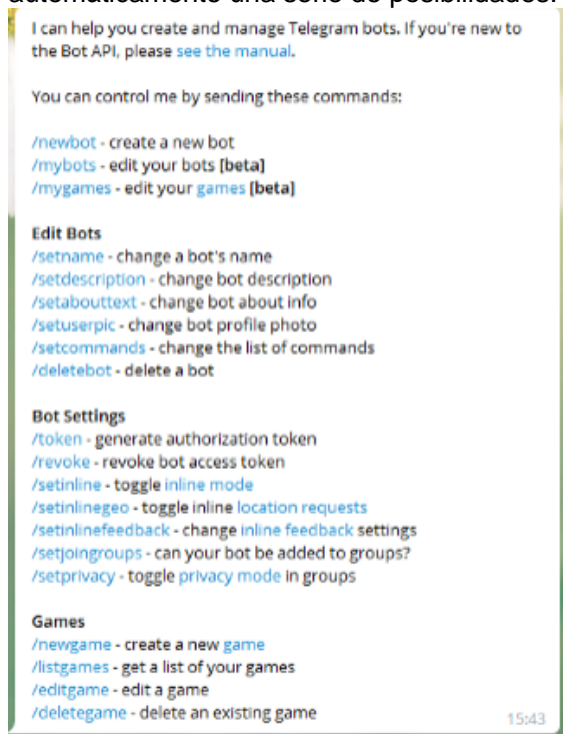 automáticamente una serie de posibilidades:
I can help you create and manage Telegram bots. If you're new to
the Bot API, please see the manual.
You can control me by sending these commands:
/newbot - create a new bot
/mybots - edit your bots [beta]
/mygames - edit your games [beta]
Edit Bots
/setname - change a bot's name
/setdescription - change bot description
/setabouttext - change bot about info
/setuserpic - change bot profile photo
/setcommands - change the list of commands
/deletebot - delete a bot
Bot Settings
/token - generate authorization token
/revoke - revoke bot access token
/setinline - toggle inline mode
/setinlinegeo - toggle inline location requests
/setinlinefeedback - change inline feedback settings
/setjoingroups - can your bot be added to groups?
/setprivacy - toggle privacy mode in groups
Games
/newgame - create a new game
/listgames - get a list of your games
/editgame - edit a game
/deletegame - delete an existing game
15:43